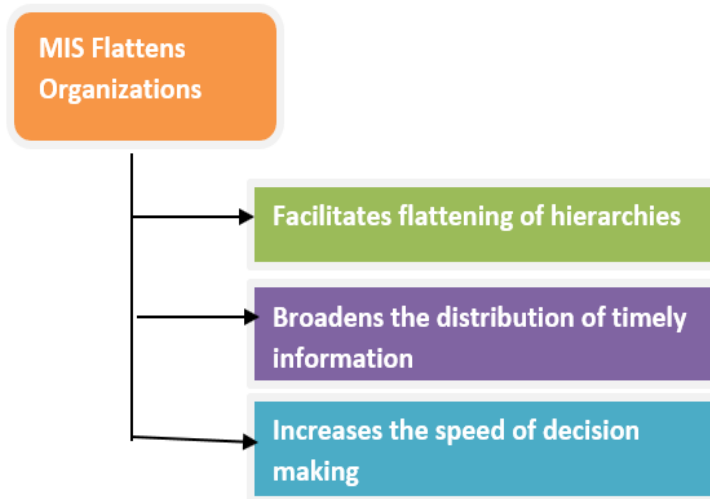 MIS Flattens
Organizations
Facilitates flattening of hierarchies
Broadens the distribution of timely
information
Increases the speed of decision
making